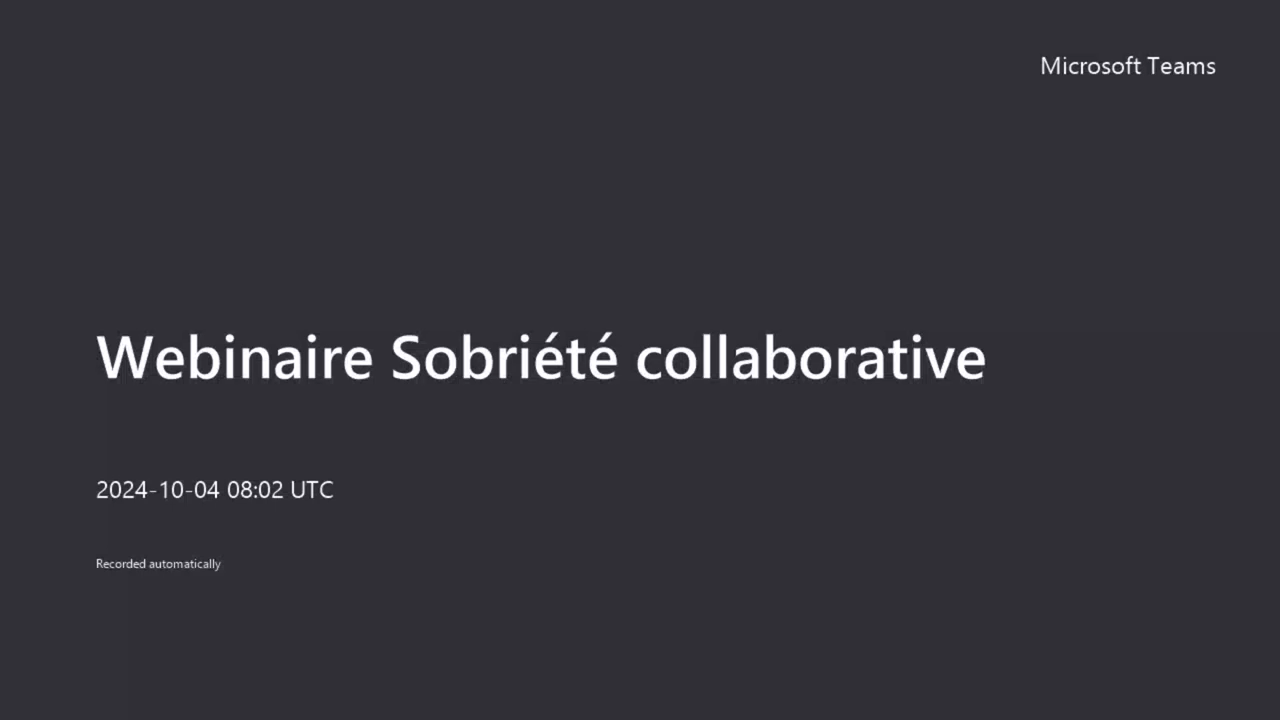 Microsoft Teams
Webinaire Sobriété collaborative
2024-10-04 08:02 UTC
Recorded automatically